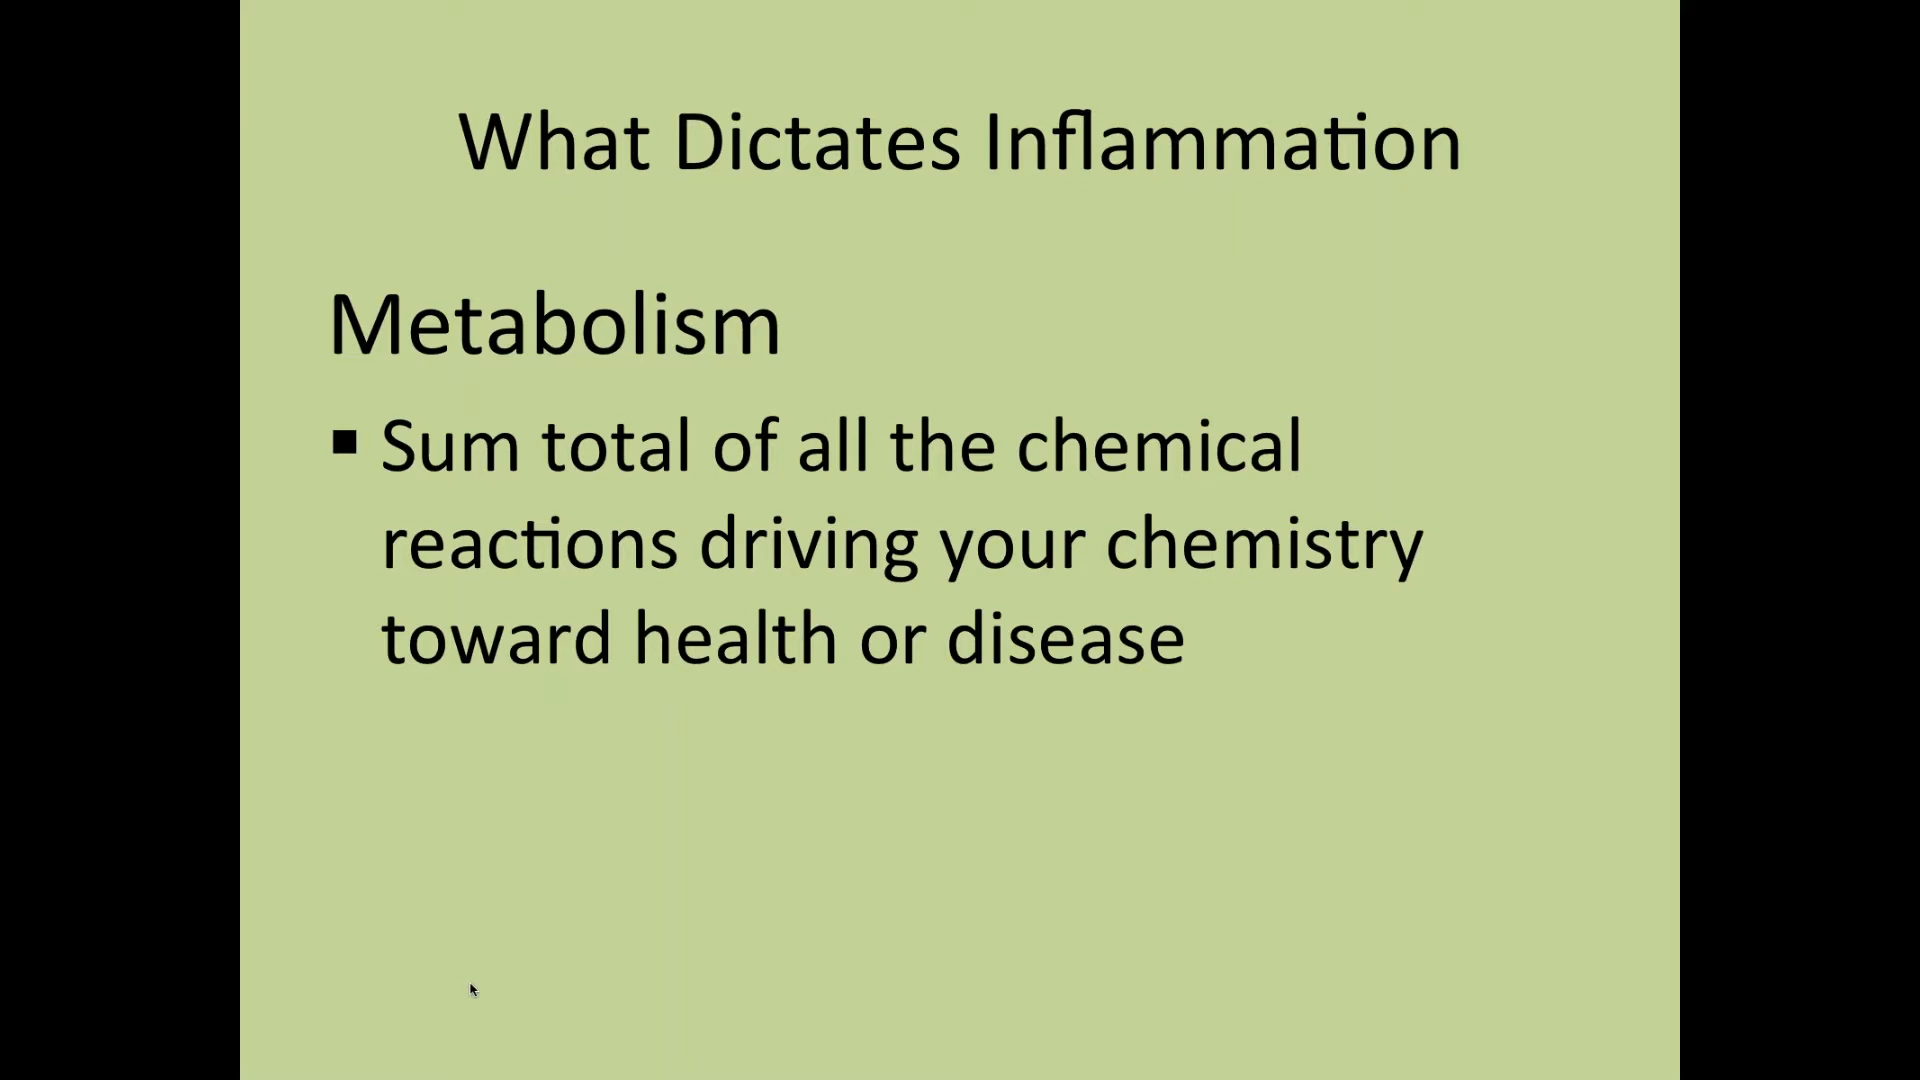 What Dictates Inflammation
Metabolism
▪ Sum total of all the chemical
reactions driving your chemistry
toward health or disease